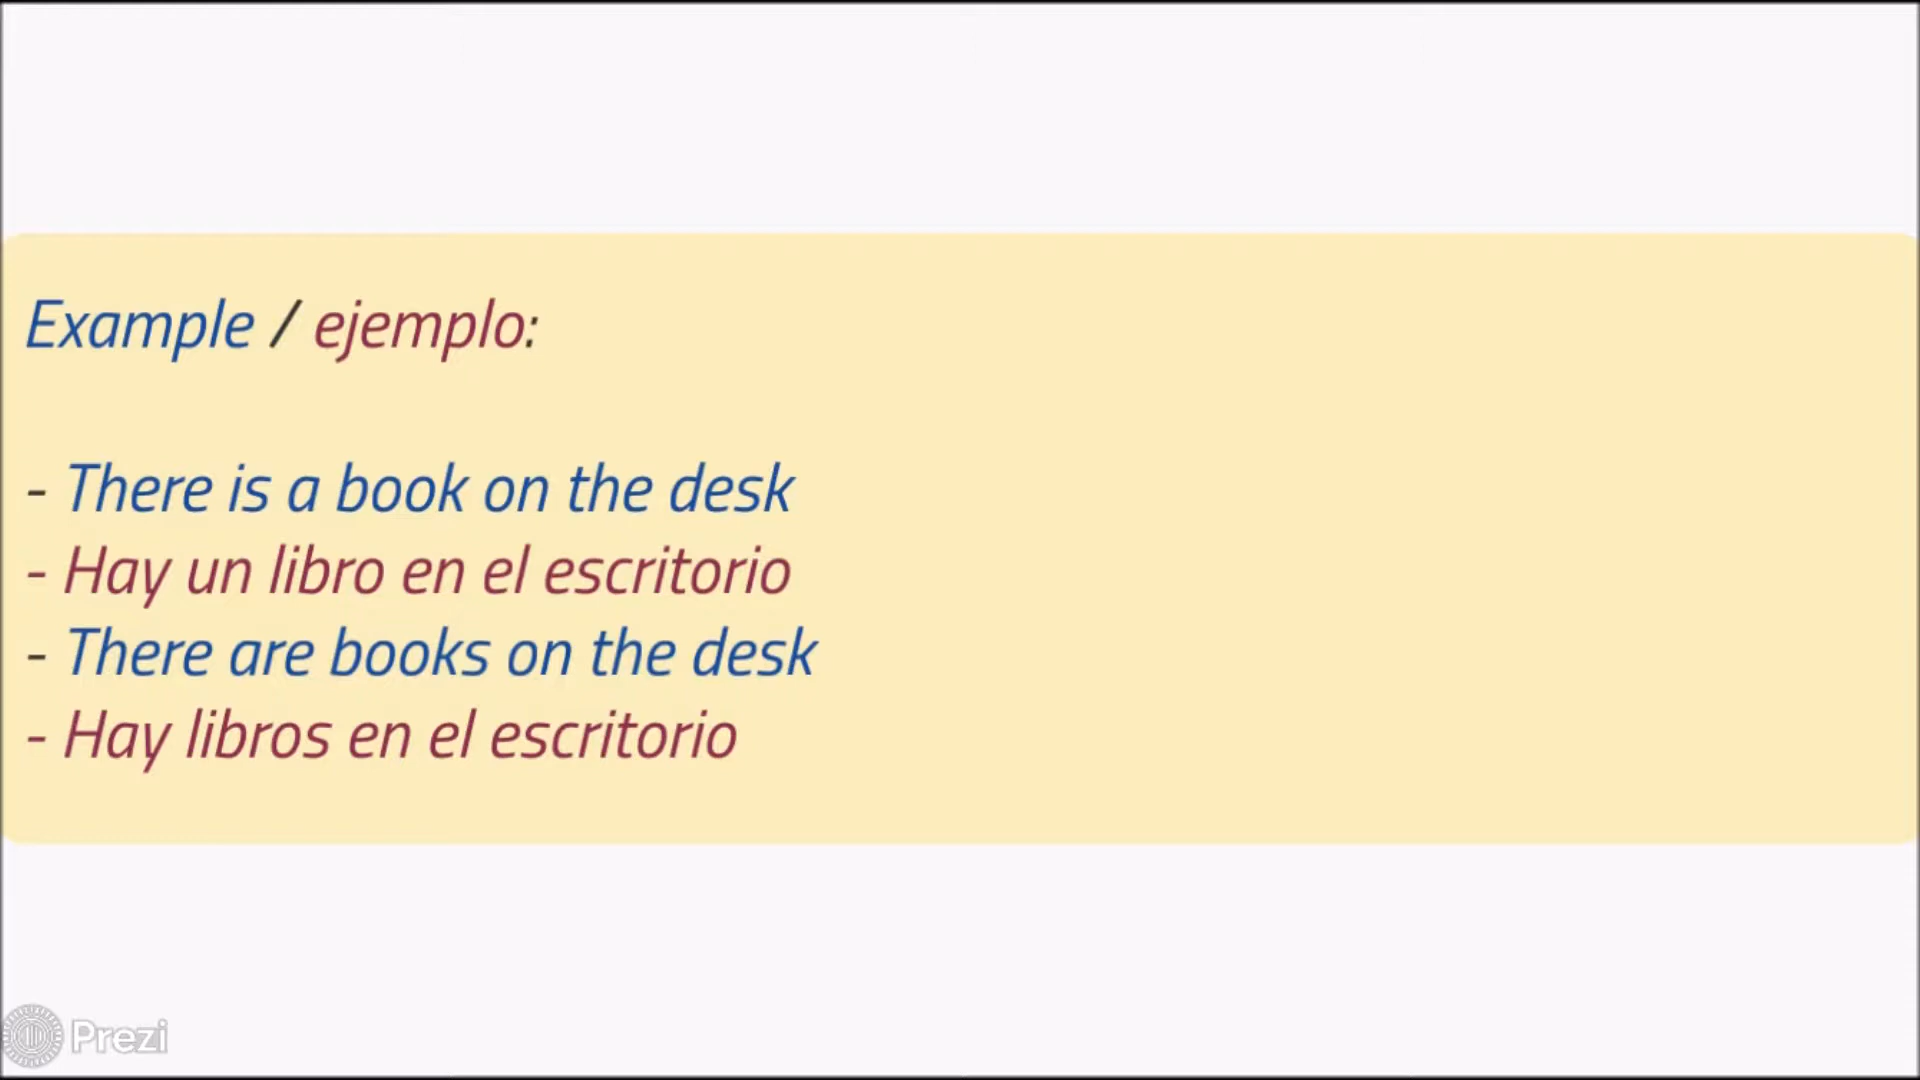 Example / ejemplo:
- There is a book on the desk
- Hay un libro en el escritorio
- There are books on the desk
- Hay libros en el escritorio
Prezi